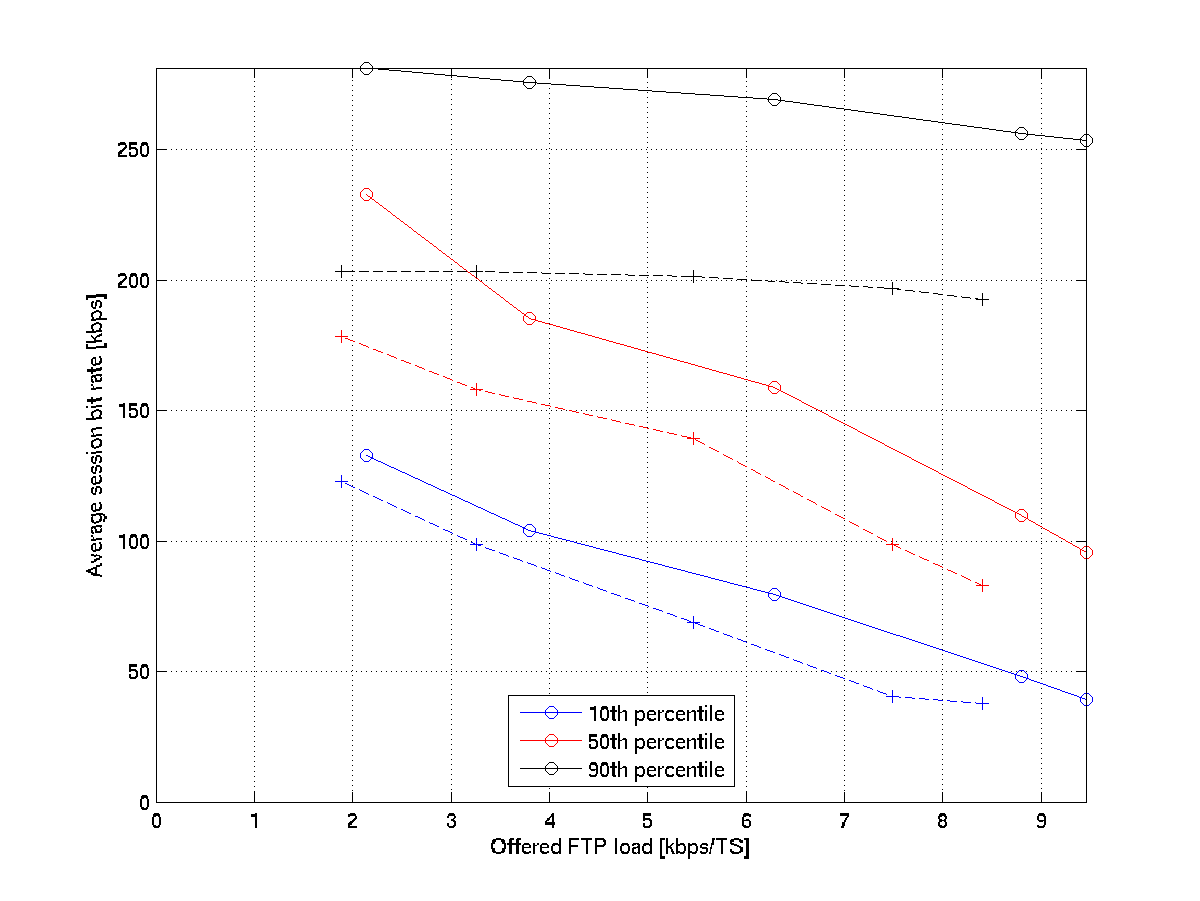 250
200
150
100
50
0
Average session bit rate [kbps]
10th percentile
50th percentile
90th percentile
0 1 2 3 4 5 6 7 8 9
Offered FTP load [kbps/TS]